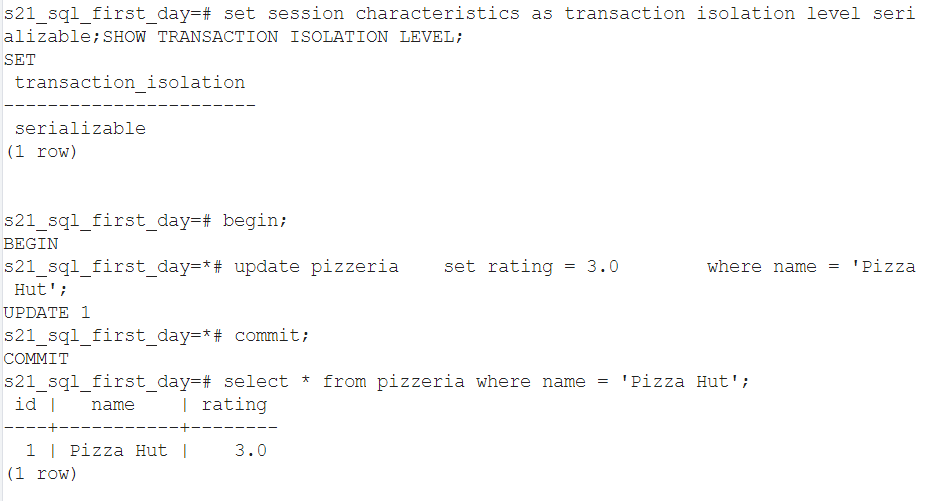 s21_sql_first_day=# set session characteristics as transaction isolation level seri
alizable;SHOW TRANSACTION ISOLATION LEVEL;
SET
 transaction_isolation
-----------------------
 serializable
(1 row)
s21_sql_first_day=# begin;
BEGIN
s21_sql_first_day=*# update pizzeria    set rating = 3.0        where name = 'Pizza
 Hut';
UPDATE 1
s21_sql_first_day=*# commit;
COMMIT
s21_sql_first_day=# select * from pizzeria where name = 'Pizza Hut';
 id |   name    | rating
----+-----------+--------
  1 | Pizza Hut |    3.0
(1 row)